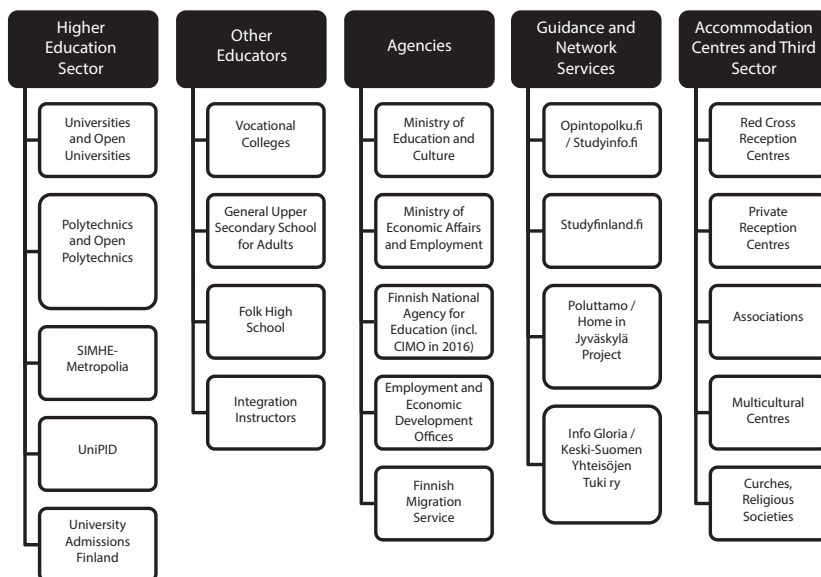 Higher
Education
Sector
Universities
and Open
Universities
Polytechnics
and Open
Polytechnics
SIMHE-
Metropolia
UniPID
University
Admissions
Finland
Other
Educators
Vocational
Colleges
General Upper
Secondary School
for Adults
Folk High
School
Integration
Instructors
Agencies
Ministry of
Education and
Culture
Ministry of
Economic Affairs
and Employment
Finnish National
Agency for
Education (incl.
CIMO in 2016)
Employment and
Economic
Development
Offices
Finnish
Migration
Service
Guidance and
Network
Services
Opintopolku.fi
/ Studyinfo.fi
Studyfinland.fi
Poluttamo /
Home in
Jyväskylä
Project
Info Gloria /
Keski-Suomen
Yhteisöjen
Tuki ry
Accommodation
Centres and Third
Sector
Red Cross
Reception
Centres
Private
Reception
Centres
Associations
Multicultural
Centres
Curches,
Religious
Societies